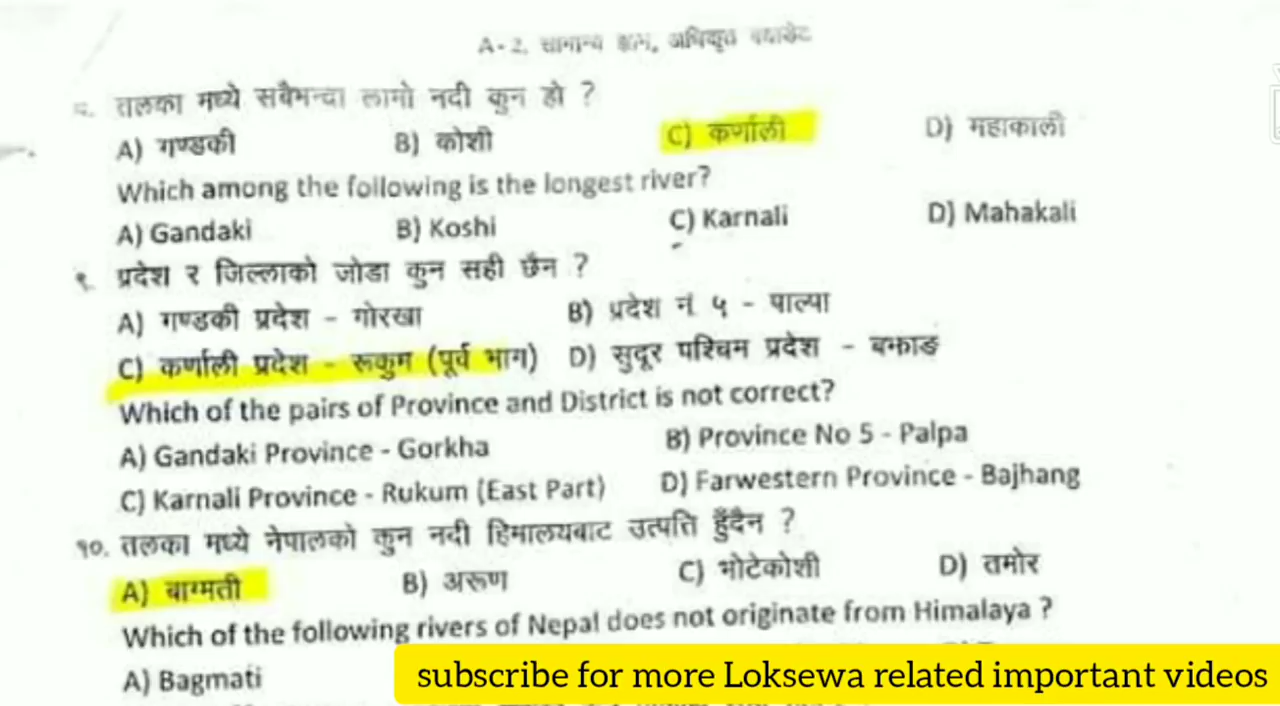 A-2, सामान्य ज्ञान, अधिकृत
८. तलका मध्ये सबैभन्दा लामो नदी कुन हो ?
A) गण्डकी B) कोशी C) कर्णाली D) महाकाली
Which among the following is the longest river?
A) Gandaki B) Koshi C) Karnali D) Mahakali
९. प्रदेश र जिल्लाको जोडा कुन सही छैन ?
A) गण्डकी प्रदेश - गोरखा B) प्रदेश नं ५ - पाल्पा
C) कर्णाली प्रदेश - रूकुम (पूर्व भाग) D) सुदूर पश्चिम प्रदेश - बझाङ
Which of the pairs of Province and District is not correct?
A) Gandaki Province - Gorkha B) Province No 5 - Palpa
C) Karnali Province - Rukum (East Part) D) Farwestern Province - Bajhang
१०. तलका मध्ये नेपालको कुन नदी हिमालयबाट उत्पत्ति हुँदैन ?
A) बाग्मती B) अरूण C) भोटेकोशी D) तमोर
Which of the following rivers of Nepal does not originate from Himalaya ?
A) Bagmati
subscribe for more Loksewa related important videos